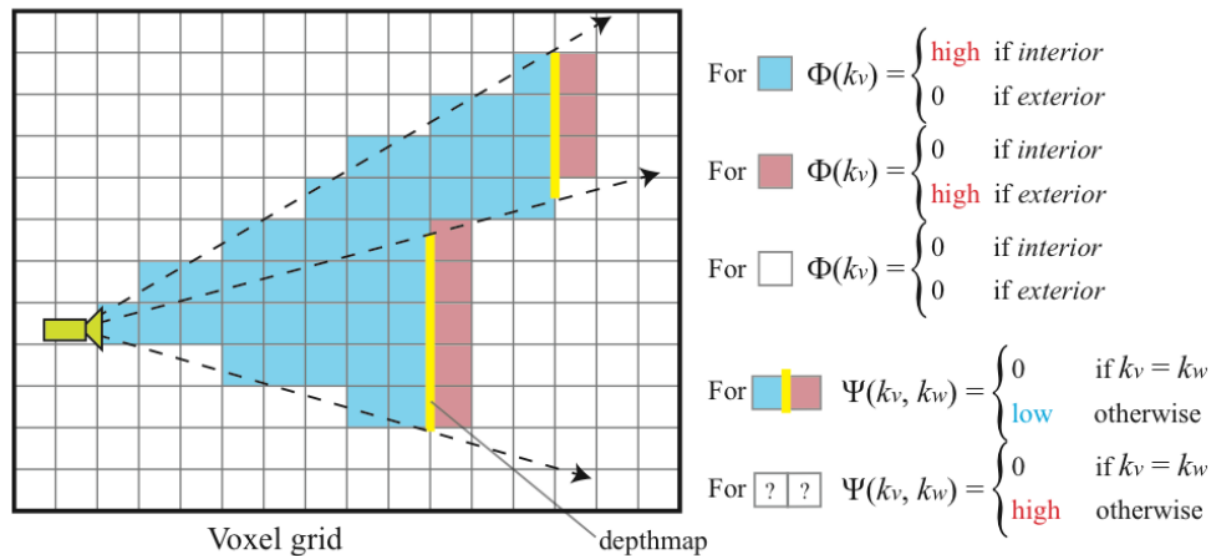 For Φ(kv) = { high if interior
0 if exterior
For Φ(kv) = { 0 if interior
high if exterior
For Φ(kv) = { 0 if interior
0 if exterior
For Ψ(kv, kw) = { 0 if kv = kw
low otherwise
For ? ? Ψ(kv, kw) = { 0 if kv = kw
high otherwise
Voxel grid
depthmap